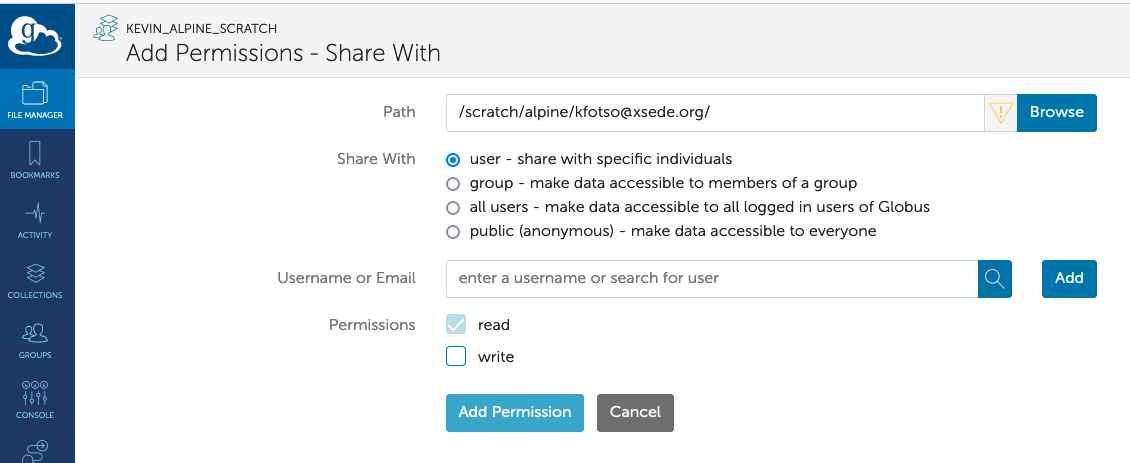 g
KEVIN_ALPINE_SCRATCH
Add Permissions - Share With
FILE MANAGER
BOOKMARKS
ACTIVITY
COLLECTIONS
GROUPS
CONSOLE
Path
/scratch/alpine/kfotso@xsede.org/
Browse
Share With
user - share with specific individuals
group - make data accessible to members of a group
all users - make data accessible to all logged in users of Globus
public (anonymous) - make data accessible to everyone
Username or Email
enter a username or search for user
Add
Permissions
read
write
Add Permission
Cancel